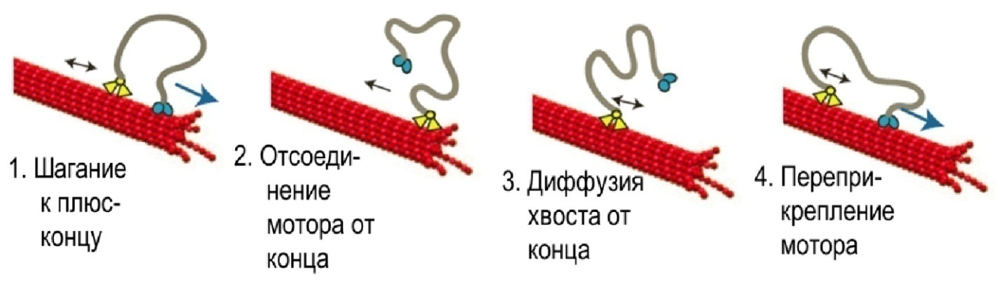 1. Шагание
к плюс-
концу
2. Отсоеди-
нение
мотора от
конца
3. Диффузия
хвоста от
конца
4. Перепри-
крепление
мотора